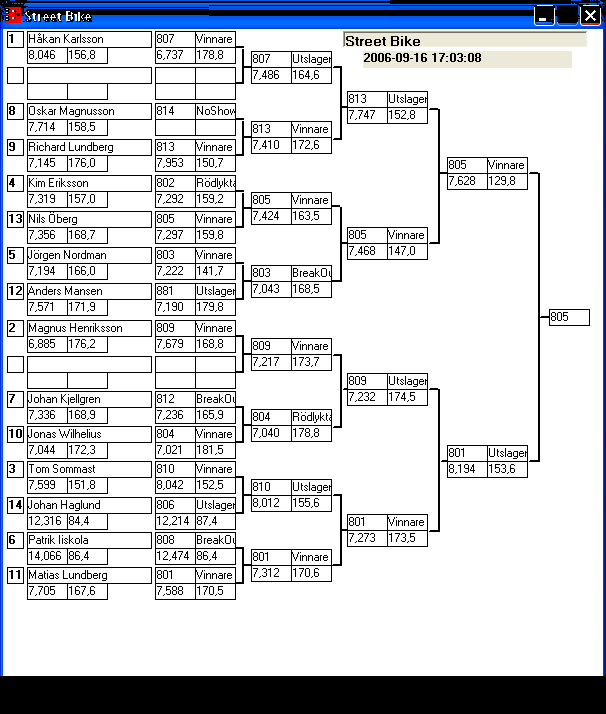 Street Bike
Street Bike
2006-09-16 17:03:08
1 Håkan Karlsson 807 Vinnare
8,046 156,8 6,737 178,8
807 Utslager
7,486 164,6
8 Oskar Magnusson 814 NoShow
7,714 158,5
813 Utslager
7,747 152,8
813 Vinnare
7,410 172,6
9 Richard Lundberg 813 Vinnare
7,145 176,0 7,953 150,7
805 Vinnare
7,628 129,8
4 Kim Eriksson 802 Rödlykta
7,319 157,0 7,292 159,2
805 Vinnare
7,424 163,5
13 Nils Öberg 805 Vinnare
7,356 168,7 7,297 159,8
805 Vinnare
7,468 147,0
5 Jörgen Nordman 803 Vinnare
7,194 166,0 7,222 141,7
803 BreakOu
7,043 168,5
12 Anders Mansen 881 Utslager
7,571 171,9 7,190 179,8
805
2 Magnus Henriksson 809 Vinnare
6,885 176,2 7,679 168,8
809 Vinnare
7,217 173,7
809 Utslager
7,232 174,5
7 Johan Kjellgren 812 BreakOu
7,336 168,9 7,236 165,9
804 Rödlykta
7,040 178,8
10 Jonas Wilhelius 804 Vinnare
7,044 172,3 7,021 181,5
801 Utslager
8,194 153,6
3 Tom Sommast 810 Vinnare
7,599 151,8 8,042 152,5
810 Utslager
8,012 155,6
14 Johan Haglund 806 Utslager
12,316 84,4 12,214 87,4
801 Vinnare
7,273 173,5
6 Patrik Iiskola 808 BreakOu
14,066 86,4 12,474 86,4
801 Vinnare
7,312 170,6
11 Matias Lundberg 801 Vinnare
7,705 167,6 7,588 170,5